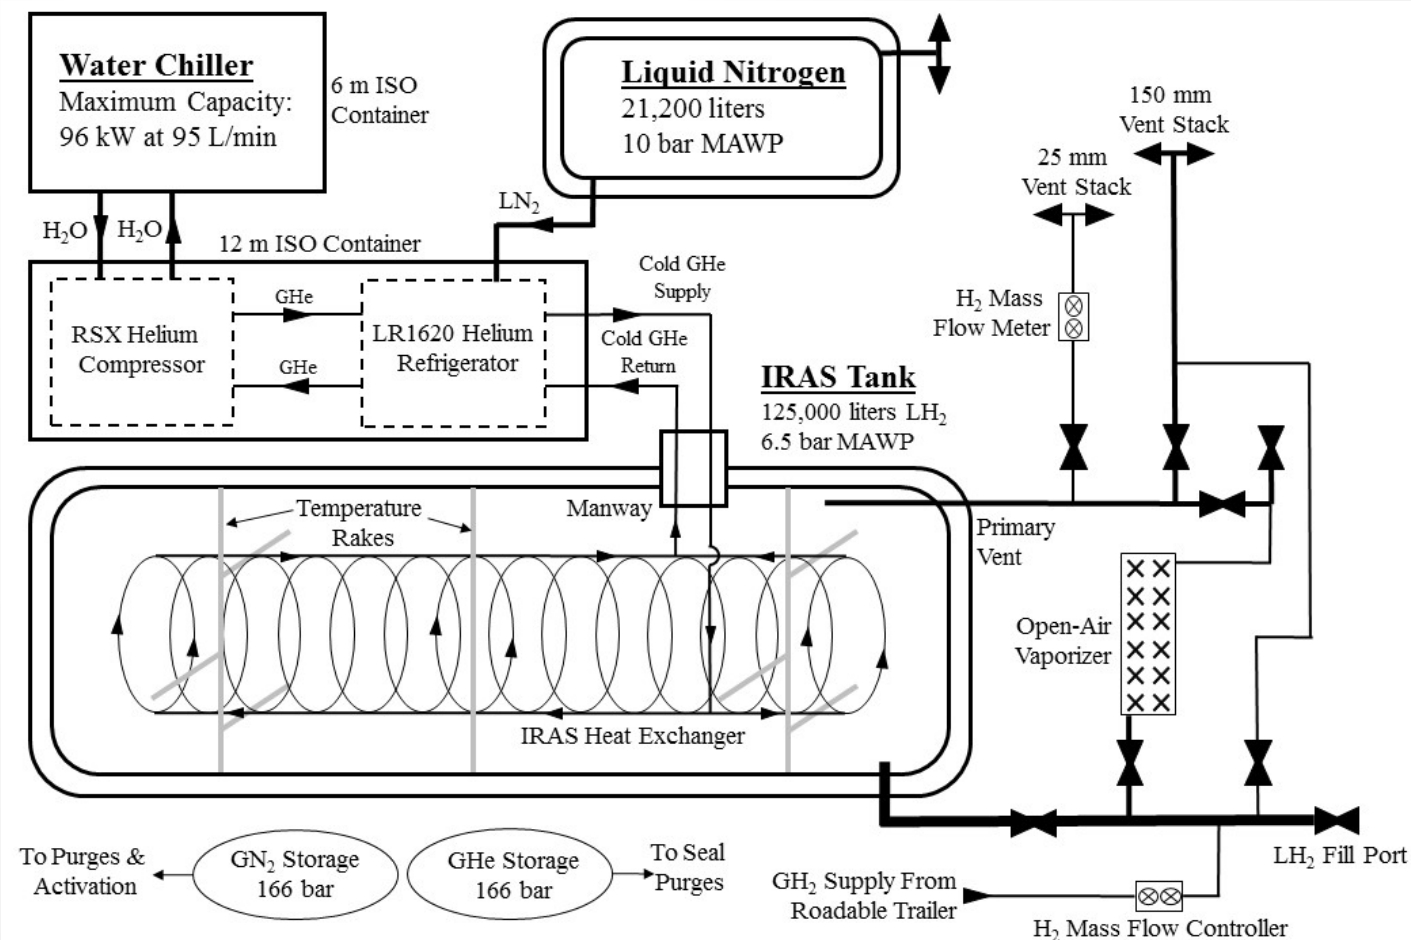 Water Chiller
Maximum Capacity:
96 kW at 95 L/min
6 m ISO
Container
Liquid Nitrogen
21,200 liters
10 bar MAWP
150 mm
Vent Stack
25 mm
Vent Stack
LN₂
H₂O
H₂O
12 m ISO Container
Cold GHe
Supply
GHe
RSX Helium
Compressor
GHe
LR1620 Helium
Refrigerator
Cold GHe
Return
H₂ Mass
Flow Meter
IRAS Tank
125,000 liters LH₂
6.5 bar MAWP
Temperature
Rakes
Manway
Primary
Vent
Open-Air
Vaporizer
IRAS Heat Exchanger
To Purges &
Activation
GN₂ Storage
166 bar
GHe Storage
166 bar
To Seal
Purges
GH₂ Supply From
Roadable Trailer
LH₂ Fill Port
H₂ Mass Flow Controller